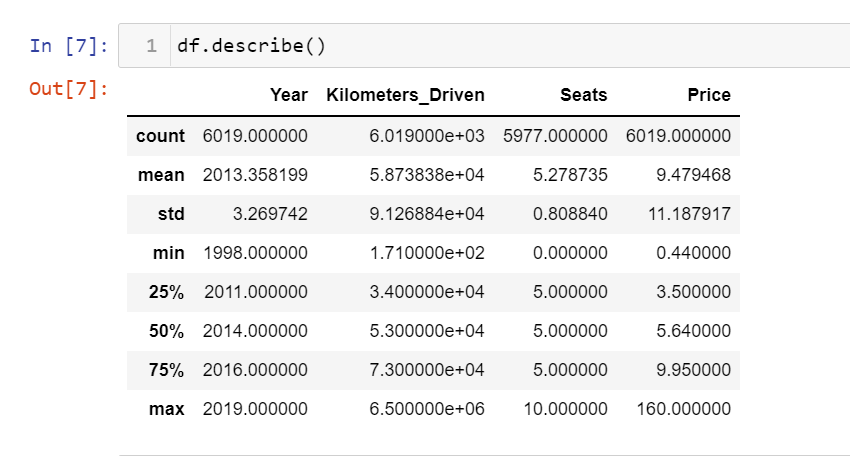 In [7]: 1 df.describe()
Out[7]:
Year Kilometers_Driven Seats Price
count 6019.000000 6.019000e+03 5977.000000 6019.000000
mean 2013.358199 5.873838e+04 5.278735 9.479468
std 3.269742 9.126884e+04 0.808840 11.187917
min 1998.000000 1.710000e+02 0.000000 0.440000
25% 2011.000000 3.400000e+04 5.000000 3.500000
50% 2014.000000 5.300000e+04 5.000000 5.640000
75% 2016.000000 7.300000e+04 5.000000 9.950000
max 2019.000000 6.500000e+06 10.000000 160.000000